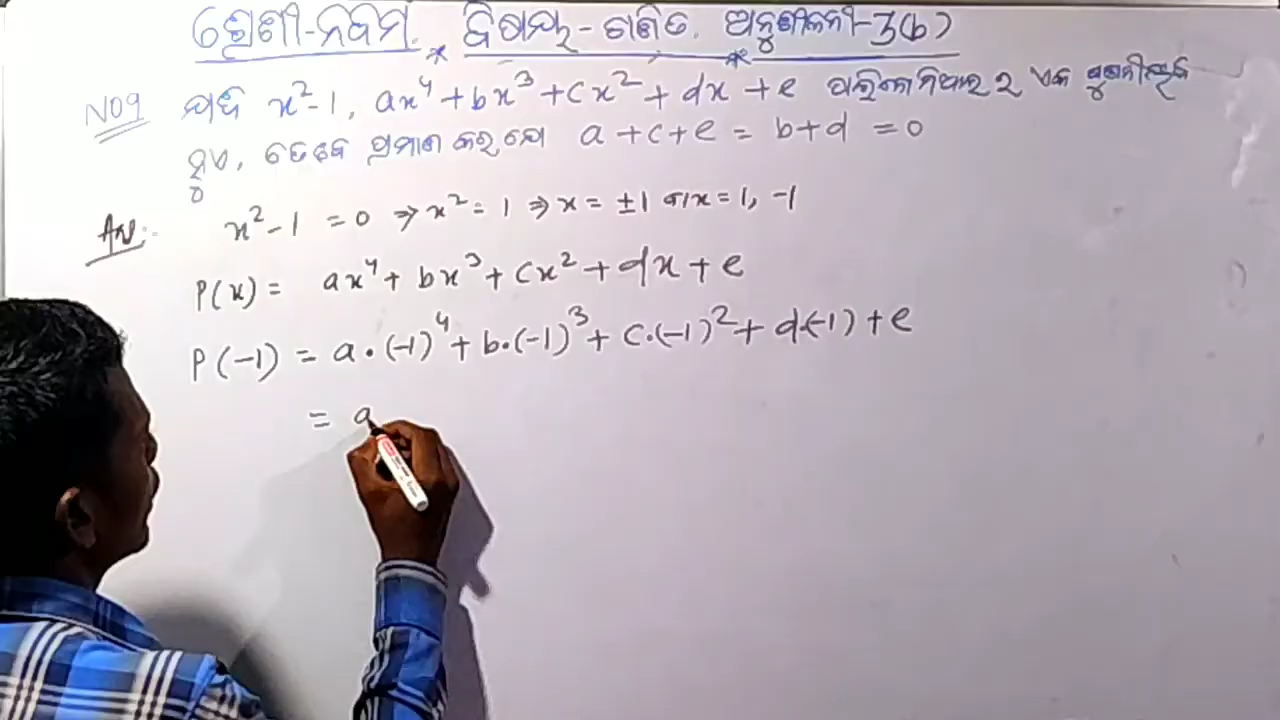 ଶ୍ରେଣୀ-ନବମ. ବିଷୟ-ଗଣିତ. ଅନୁଶୀଳନୀ-3(b)
NO9 ଯଦି x²-1, ax⁴+bx³+cx²+dx+e ପଲିନୋମିଆଲ ର ଏକ ଗୁଣନୀୟକ
ହୁଏ, ତେବେ ପ୍ରମାଣ କର ଯେ a+c+e = b+d = 0
Ans:- x²-1 = 0 ⇒ x² = 1 ⇒ x = ±1 ବା x = 1, -1
P(x) = ax⁴ + bx³ + cx² + dx + e
P(-1) = a·(-1)⁴ + b·(-1)³ + c·(-1)² + d·(-1) + e
= a